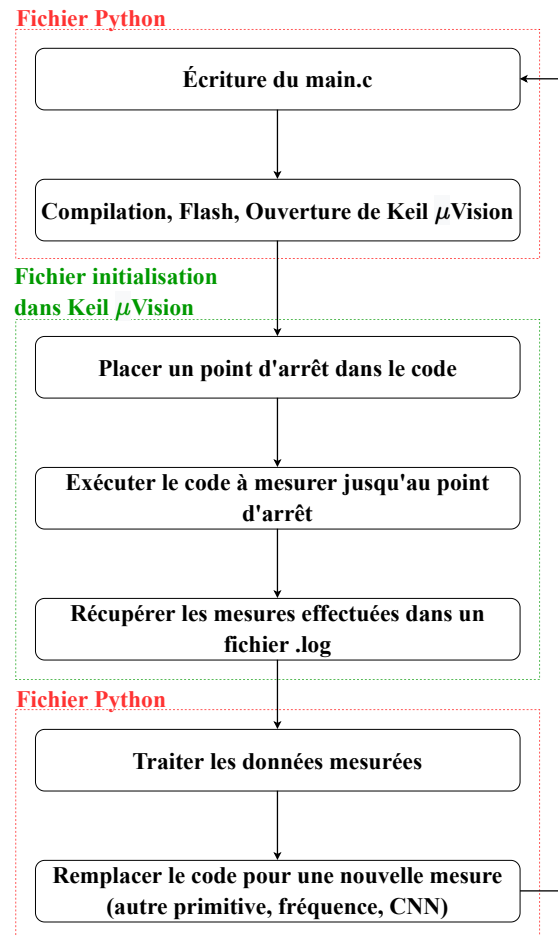 Fichier Python
Écriture du main.c
Compilation, Flash, Ouverture de Keil μVision
Fichier initialisation
dans Keil μVision
Placer un point d'arrêt dans le code
Exécuter le code à mesurer jusqu'au point
d'arrêt
Récupérer les mesures effectuées dans un
fichier .log
Fichier Python
Traiter les données mesurées
Remplacer le code pour une nouvelle mesure
(autre primitive, fréquence, CNN)